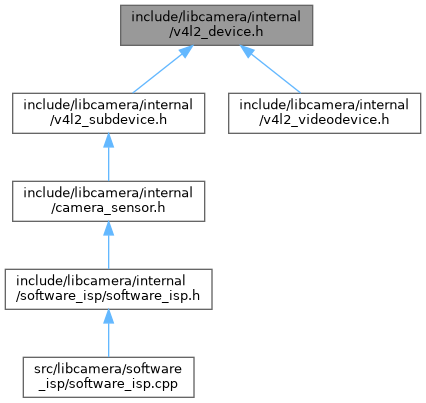 include/libcamera/internal
/v4l2_device.h
include/libcamera/internal
/v4l2_subdevice.h
include/libcamera/internal
/v4l2_videodevice.h
include/libcamera/internal
/camera_sensor.h
include/libcamera/internal
/software_isp/software_isp.h
src/libcamera/software
_isp/software_isp.cpp